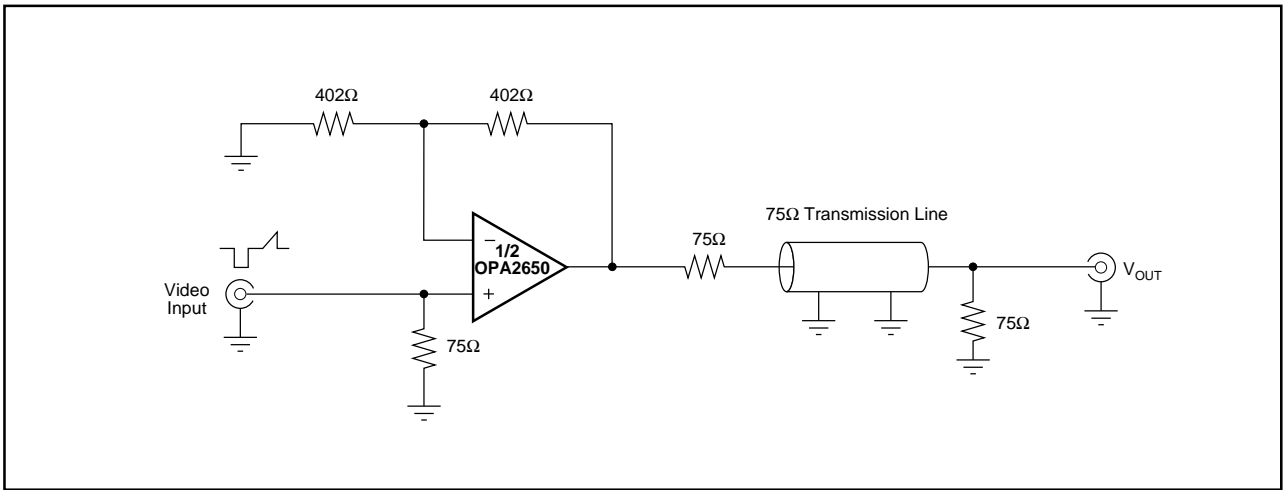 402Ω
402Ω
75Ω Transmission Line
75Ω
–
1/2
OPA2650
+
Video
Input
75Ω
75Ω
V_OUT